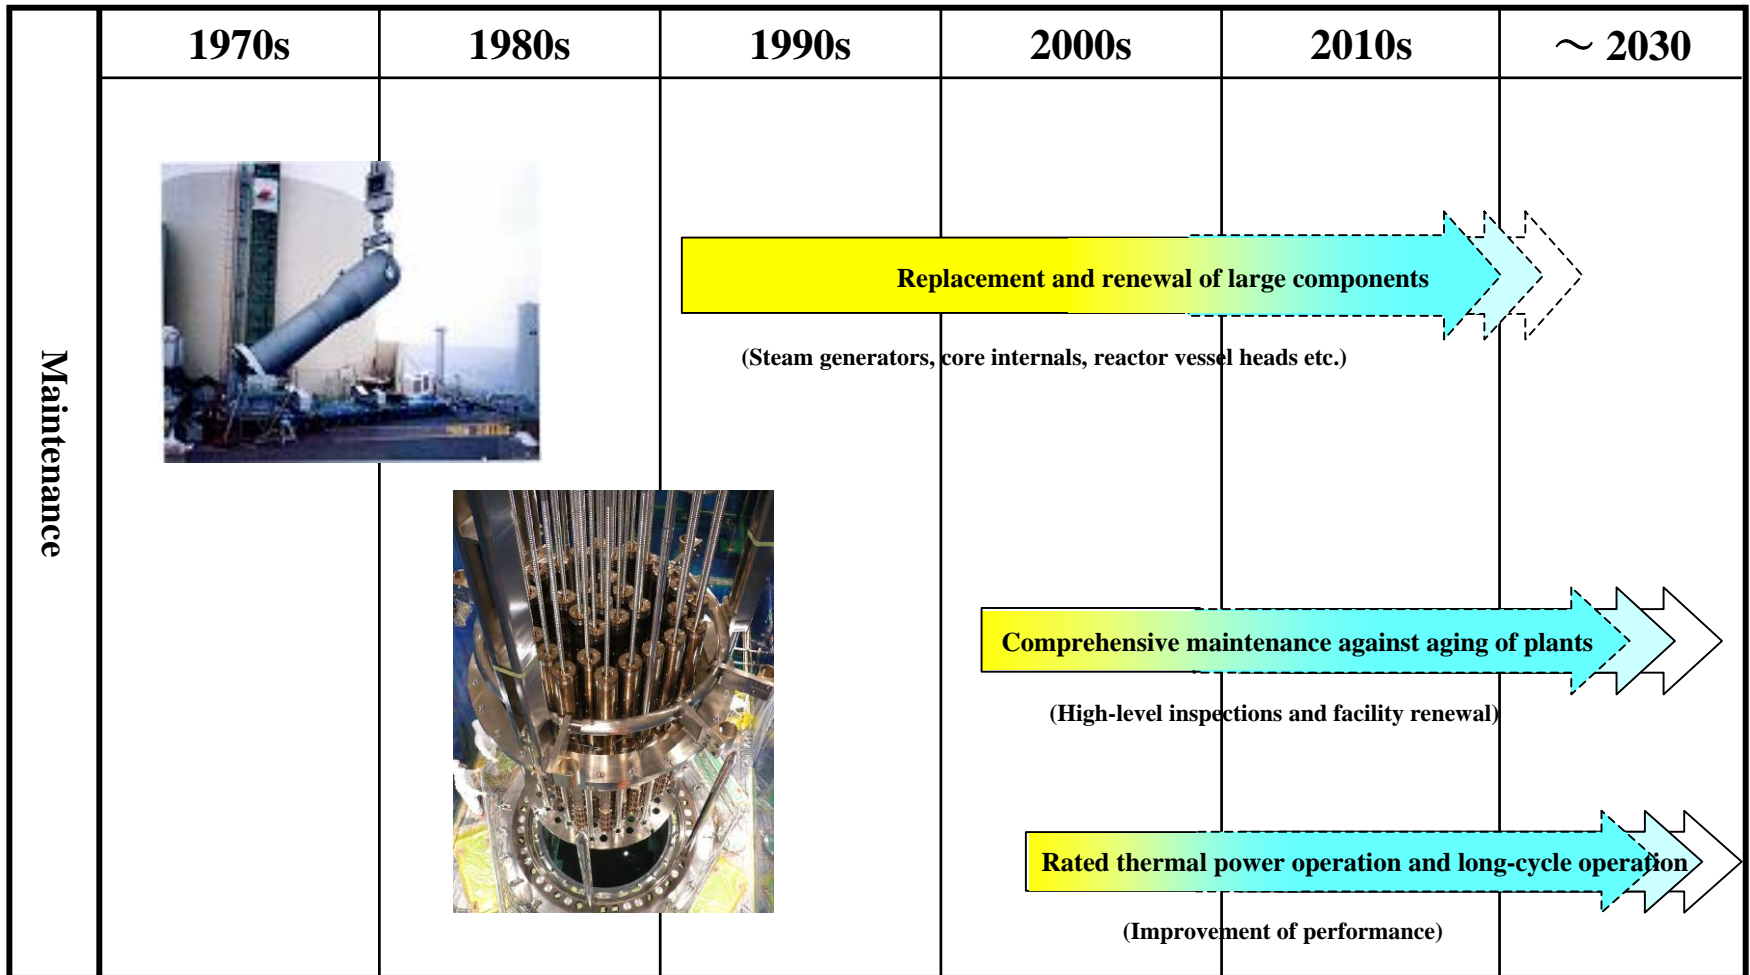 1970s
1980s
1990s
2000s
2010s
～ 2030
Maintenance
Replacement and renewal of large components
(Steam generators, core internals, reactor vessel heads etc.)
Comprehensive maintenance against aging of plants
(High-level inspections and facility renewal)
Rated thermal power operation and long-cycle operation
(Improvement of performance)